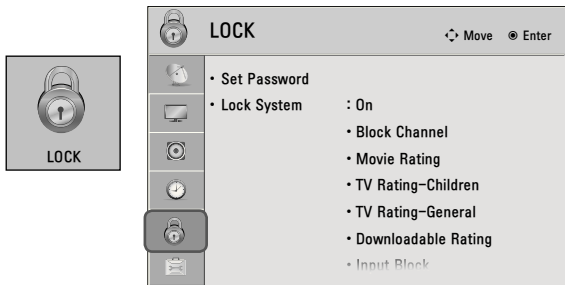 LOCK
LOCK
Move
Enter
• Set Password
• Lock System : On
• Block Channel
• Movie Rating
• TV Rating-Children
• TV Rating-General
• Downloadable Rating
• Input Block